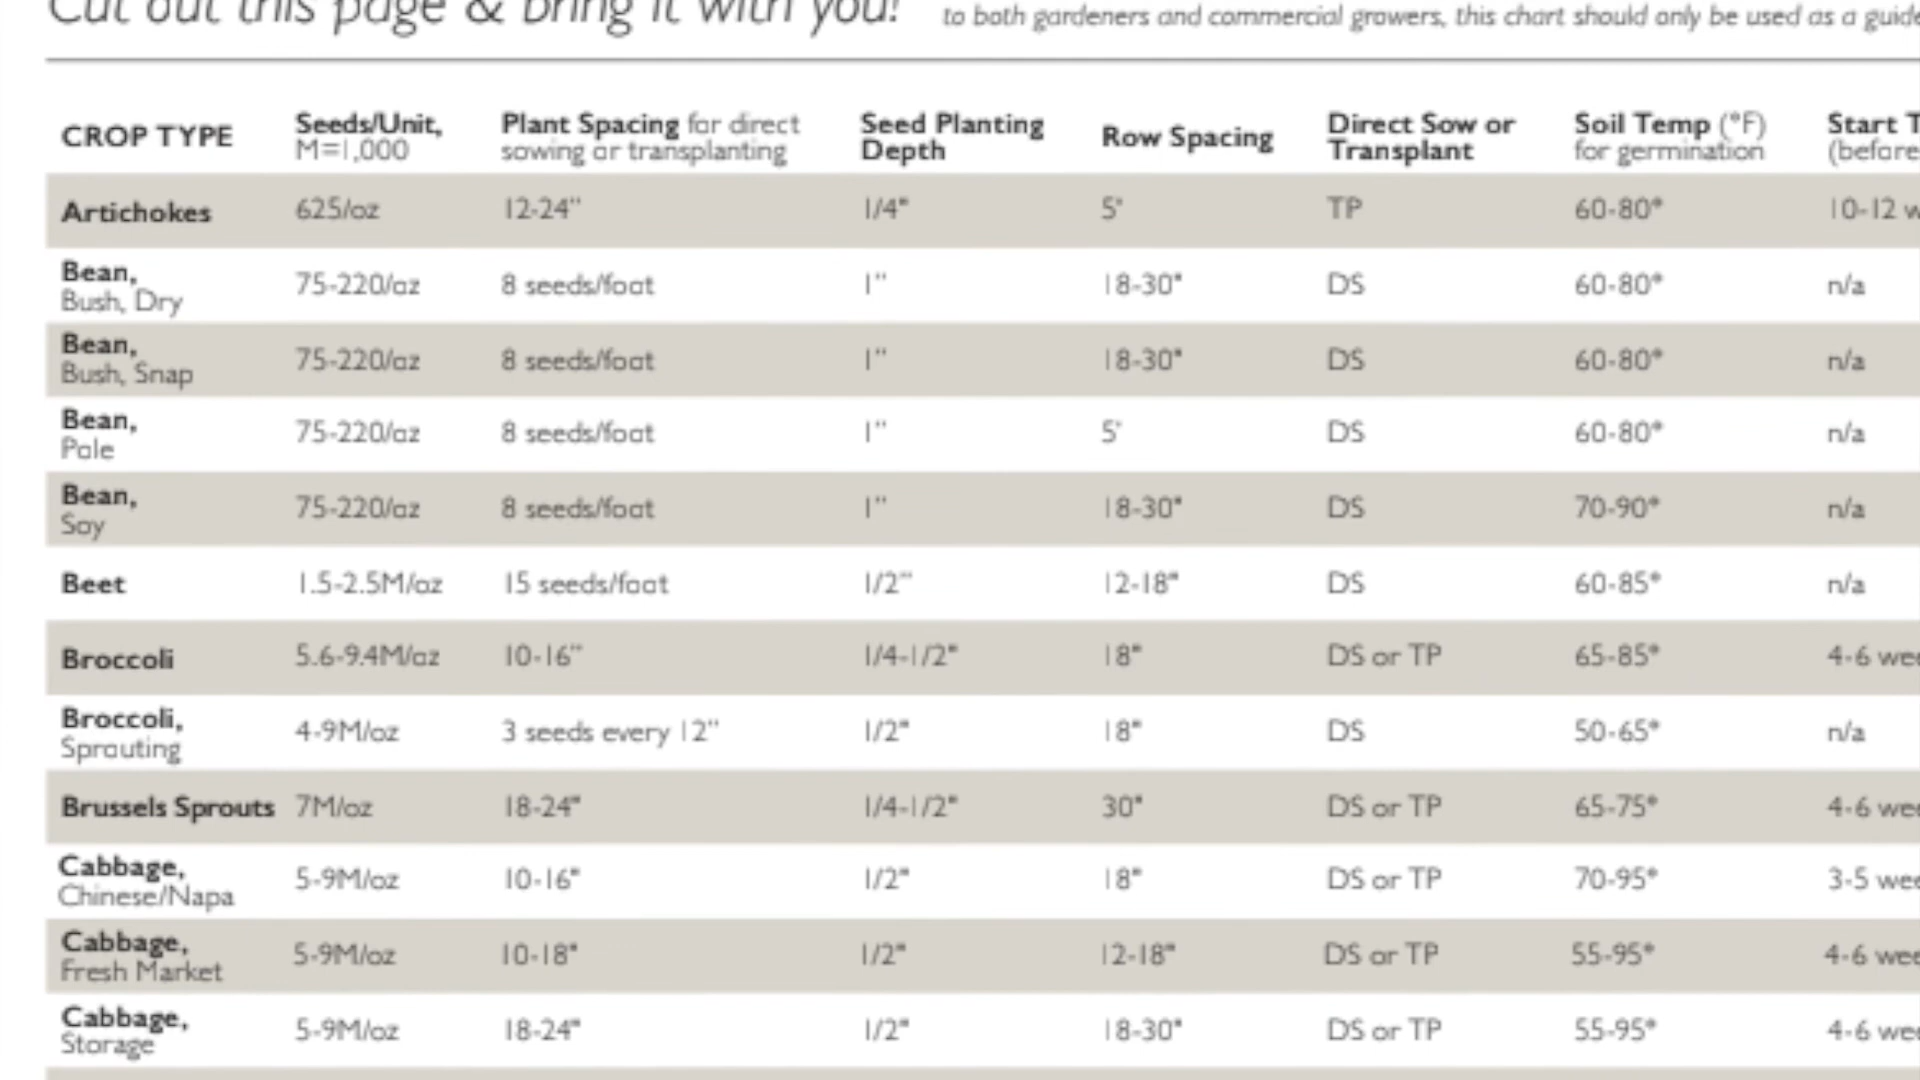 Cut out this page & bring it with you! to both gardeners and commercial growers, this chart should only be used as a guide
CROP TYPE Seeds/Unit, M=1,000 Plant Spacing for direct sowing or transplanting Seed Planting Depth Row Spacing Direct Sow or Transplant Soil Temp (°F) for germination Start T (before
Artichokes 625/oz 12-24" 1/4" 5' TP 60-80° 10-12 w
Bean, Bush, Dry 75-220/oz 8 seeds/foot 1" 18-30" DS 60-80° n/a
Bean, Bush, Snap 75-220/oz 8 seeds/foot 1" 18-30" DS 60-80° n/a
Bean, Pole 75-220/oz 8 seeds/foot 1" 5' DS 60-80° n/a
Bean, Soy 75-220/oz 8 seeds/foot 1" 18-30" DS 70-90° n/a
Beet 1.5-2.5M/oz 15 seeds/foot 1/2" 12-18" DS 60-85° n/a
Broccoli 5.6-9.4M/oz 10-16" 1/4-1/2" 18" DS or TP 65-85° 4-6 wee
Broccoli, Sprouting 4-9M/oz 3 seeds every 12" 1/2" 18" DS 50-65° n/a
Brussels Sprouts 7M/oz 18-24" 1/4-1/2" 30" DS or TP 65-75° 4-6 wee
Cabbage, Chinese/Napa 5-9M/oz 10-16" 1/2" 18" DS or TP 70-95° 3-5 wee
Cabbage, Fresh Market 5-9M/oz 10-18" 1/2" 12-18" DS or TP 55-95° 4-6 wee
Cabbage, Storage 5-9M/oz 18-24" 1/2" 18-30" DS or TP 55-95° 4-6 wee